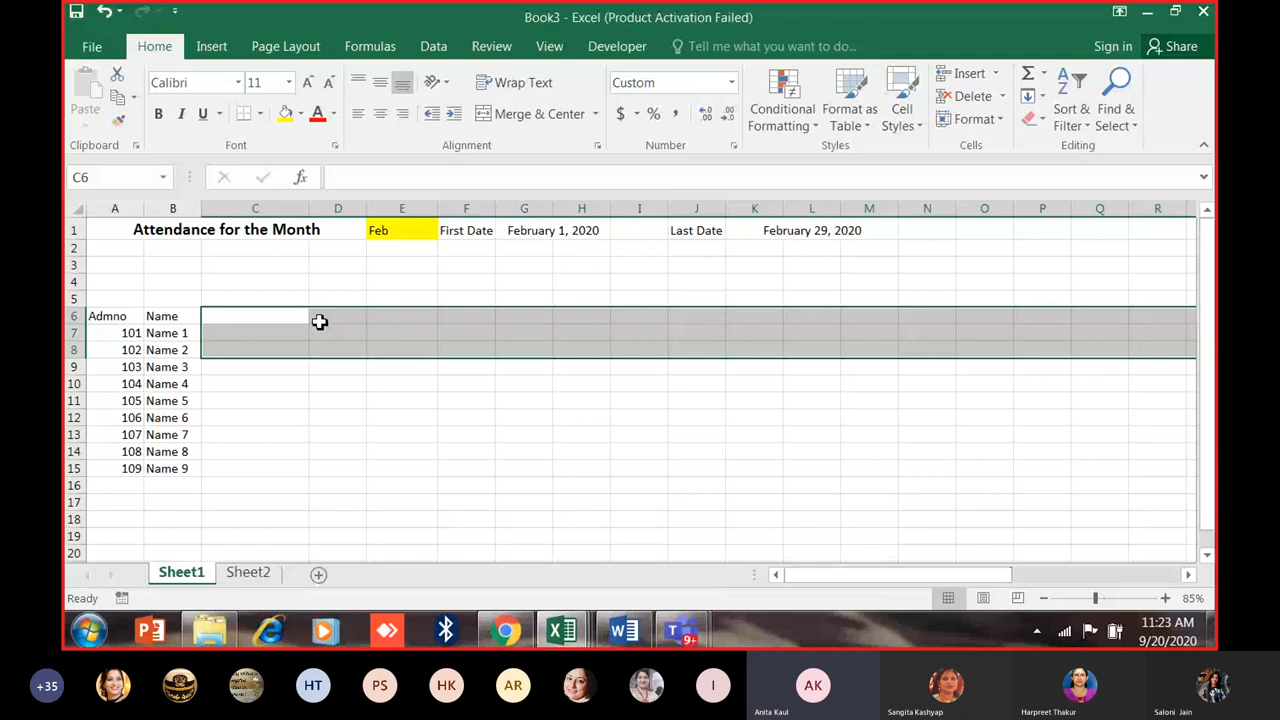 Book3 - Excel (Product Activation Failed)
File Home Insert Page Layout Formulas Data Review View Developer Tell me what you want to do... Sign in Share
Calibri 11 Wrap Text Custom Insert
Paste Merge & Center Conditional Formatting Format as Table Cell Styles Delete Sort & Filter Find & Select
Format
Clipboard Font Alignment Number Styles Cells Editing
C6
A B C D E F G H I J K L M N O P Q R
1 Attendance for the Month Feb First Date February 1, 2020 Last Date February 29, 2020
2
3
4
5
6 Admno Name
7 101 Name 1
8 102 Name 2
9 103 Name 3
10 104 Name 4
11 105 Name 5
12 106 Name 6
13 107 Name 7
14 108 Name 8
15 109 Name 9
16
17
18
19
20
Sheet1 Sheet2
Ready 85%
11:23 AM
9/20/2020
9+
+35 HT PS HK AR I AK
Anita Kaul Sangita Kashyap Harpreet Thakur Saloni Jain